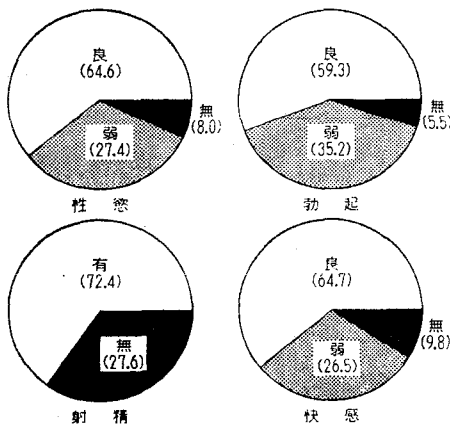 良
(64.6)
無
(8.0)
弱
(27.4)
性慾
良
(59.3)
無
(5.5)
弱
(35.2)
勃起
有
(72.4)
無
(27.6)
射精
良
(64.7)
無
(9.8)
弱
(26.5)
快感